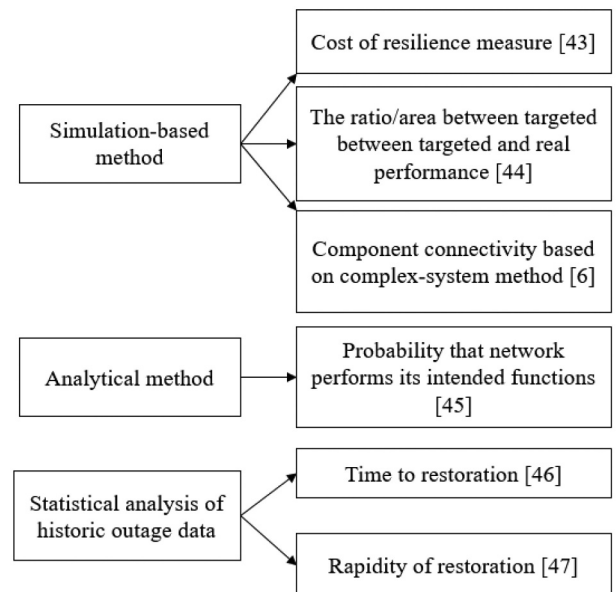 Cost of resilience measure [43]
Simulation-based
method
The ratio/area between targeted
between targeted and real
performance [44]
Component connectivity based
on complex-system method [6]
Analytical method
Probability that network
performs its intended functions
[45]
Statistical analysis of
historic outage data
Time to restoration [46]
Rapidity of restoration [47]